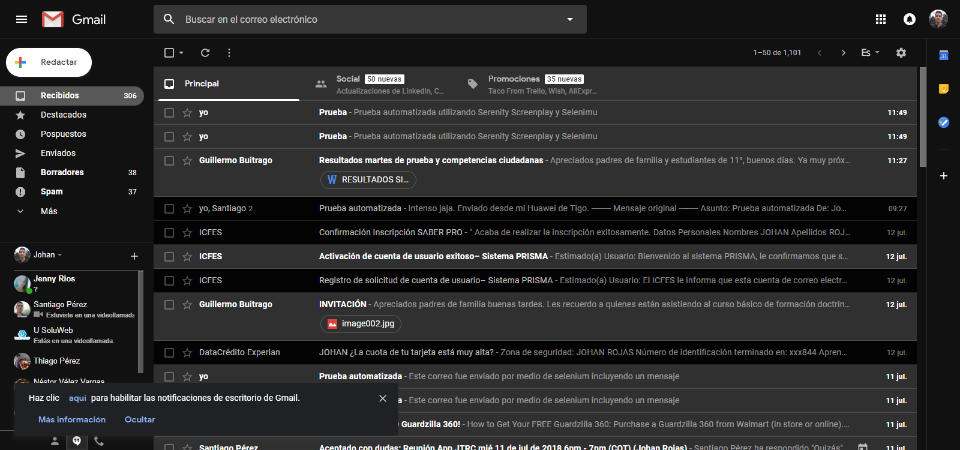 Gmail
Buscar en el correo electrónico
Redactar
1–50 de 1,101
Es
Recibidos 306
Destacados
Pospuestos
Enviados
Borradores 38
Spam 37
Más
Principal
Social 50 nuevas
Actualizaciones de LinkedIn, C...
Promociones 35 nuevas
Taco From Trello, Wish, AliExpr...
yo Prueba - Prueba automatizada utilizando Serenity Screenplay y Selenimu 11:49
yo Prueba - Prueba automatizada utilizando Serenity Screenplay y Selenimu 11:49
Guillermo Buitrago Resultados martes de prueba y competencias ciudadanas - Apreciados padres de familia y estudiantes de 11°, buenos días. Ya muy próx... 11:27
RESULTADOS SI...
yo, Santiago 2 Prueba automatizada - Intenso jaja. Enviado desde mi Huawei de Tigo. ------- Mensaje original ------- Asunto: Prueba automatizada De: Jo... 09:27
ICFES Confirmación Inscripción SABER PRO - " Acaba de realizar la inscripción exitosamente. Datos Personales Nombres JOHAN Apellidos ROJ... 12 jul.
ICFES Activación de cuenta de usuario exitoso– Sistema PRISMA - Estimado(a) Usuario: Bienvenido al sistema PRISMA, le confirmamos que s... 12 jul.
ICFES Registro de solicitud de cuenta de usuario– Sistema PRISMA - Estimado(a) Usuario: El ICFES le informa que esta cuenta de correo electr... 12 jul.
Guillermo Buitrago INVITACIÓN - Apreciados padres de familia buenas tardes. Les recuerdo a quienes están asistiendo al curso básico de formación doctrin... 12 jul.
image002.jpg
DataCrédito Experian JOHAN ¿La cuota de tu tarjeta está muy alta? - Zona de seguridad: JOHAN ROJAS Número de identificación terminado en: xxx844 Apren... 12 jul.
yo Prueba automatizada - Este correo fue enviado por medio de selenium incluyendo un mensaje 11 jul.
a - Este correo fue enviado por medio de selenium incluyendo un mensaje 11 jul.
Guardzilla 360! - How to Get Your FREE Guardzilla 360: Purchase a Guardzilla 360 from Walmart (in store or online).... 11 jul.
Santiago Pérez Aceptado con dudas: Reunión App JTRC mié 11 de jul de 2018 6pm - 7pm (COT) (Johan Rojas) - Santiago Pérez ha respondido "Quizás" 11 jul.
Johan
Jenny Rios
?
Santiago Pérez
Estuviste en una videollamada
U SoluWeb
Estás en una videollamada.
Thiago Pérez
Néstor Vélez Vargas
Haz clic aquí para habilitar las notificaciones de escritorio de Gmail.
Más información Ocultar